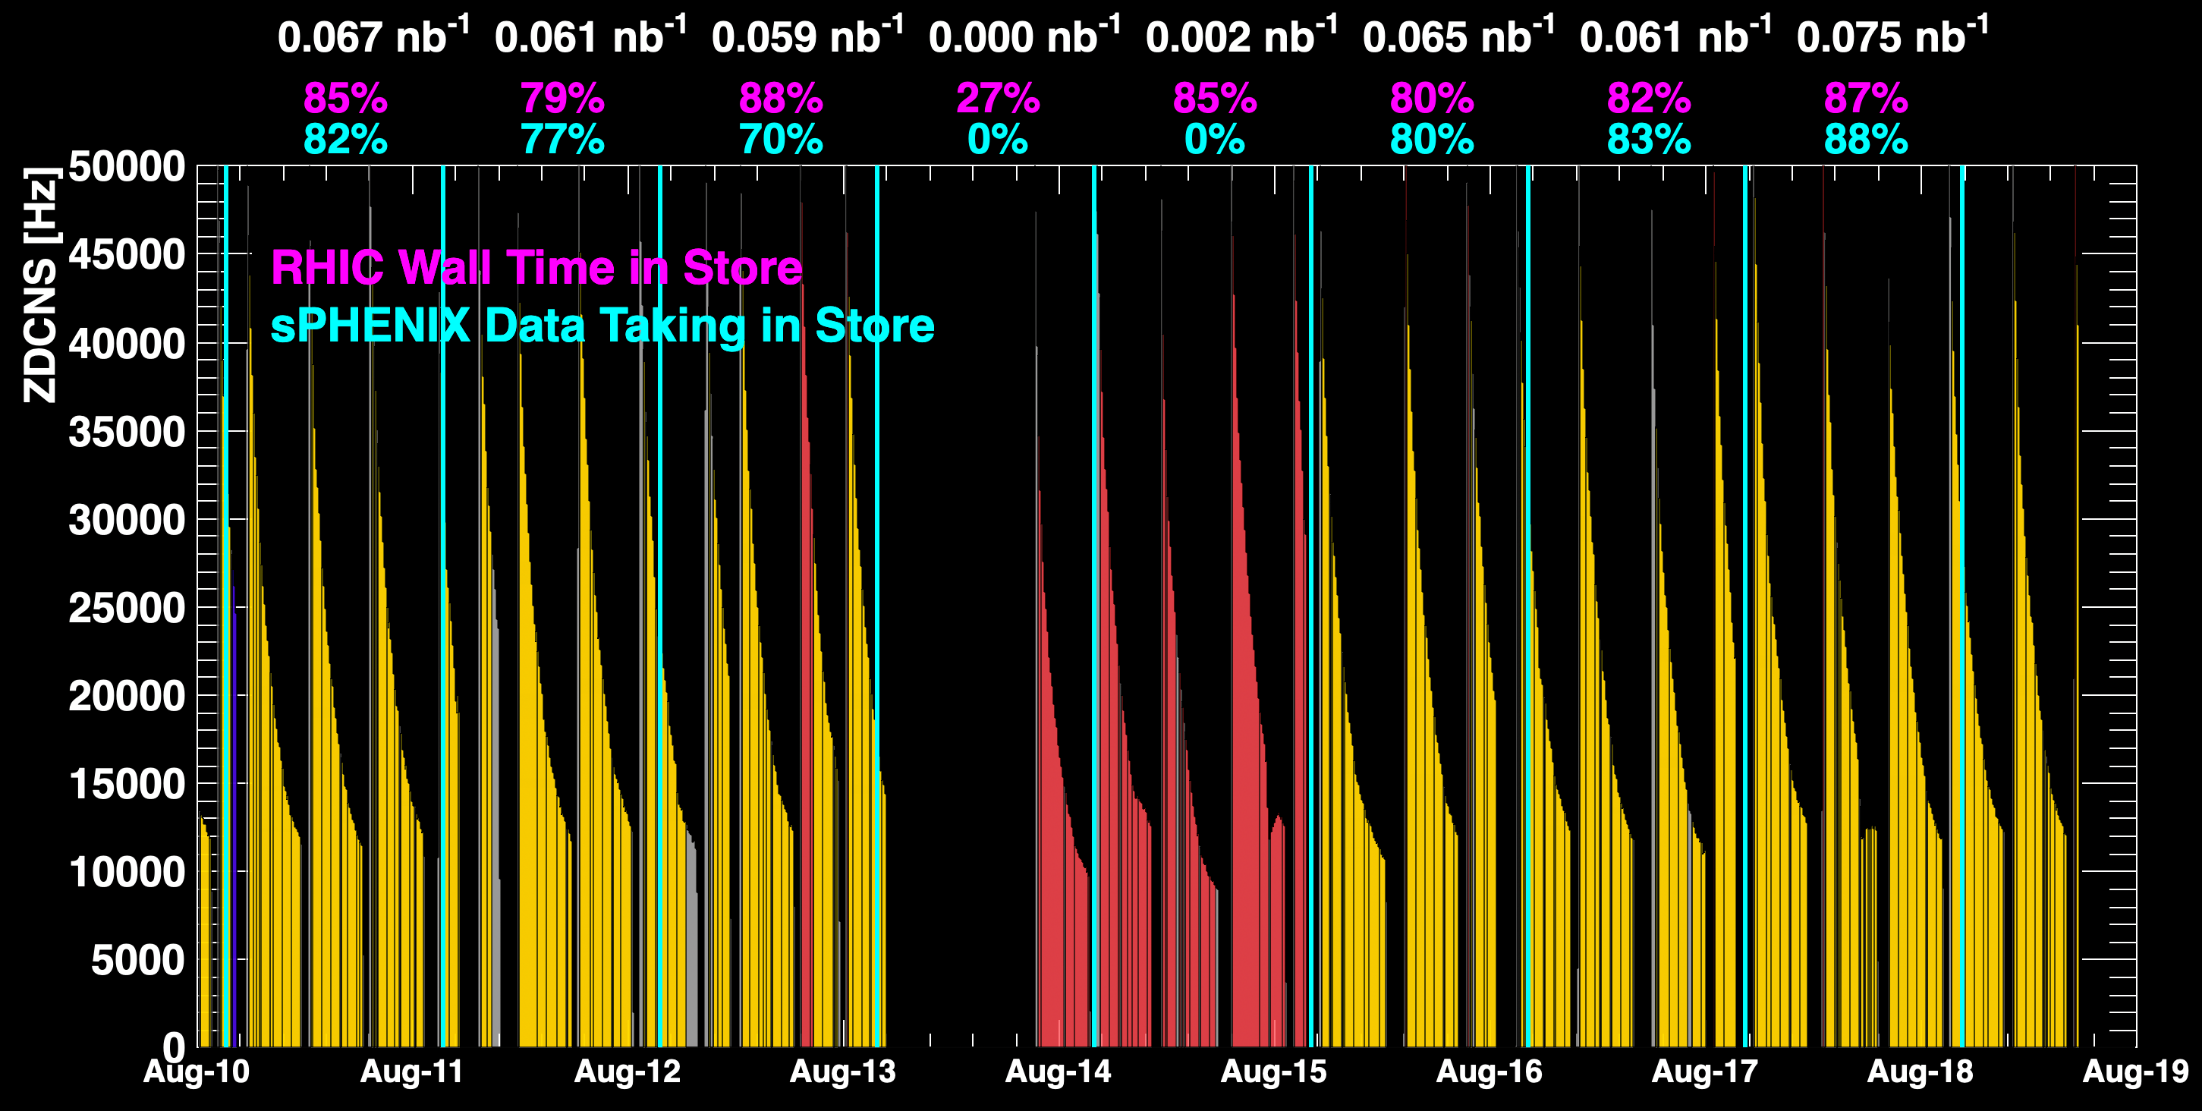 0.067 nb-1 0.061 nb-1 0.059 nb-1 0.000 nb-1 0.002 nb-1 0.065 nb-1 0.061 nb-1 0.075 nb-1
85% 79% 88% 27% 85% 80% 82% 87%
82% 77% 70% 0% 0% 80% 83% 88%
ZDCNS [Hz]
50000
45000
40000
35000
30000
25000
20000
15000
10000
5000
0
RHIC Wall Time in Store
sPHENIX Data Taking in Store
Aug-10 Aug-11 Aug-12 Aug-13 Aug-14 Aug-15 Aug-16 Aug-17 Aug-18 Aug-19